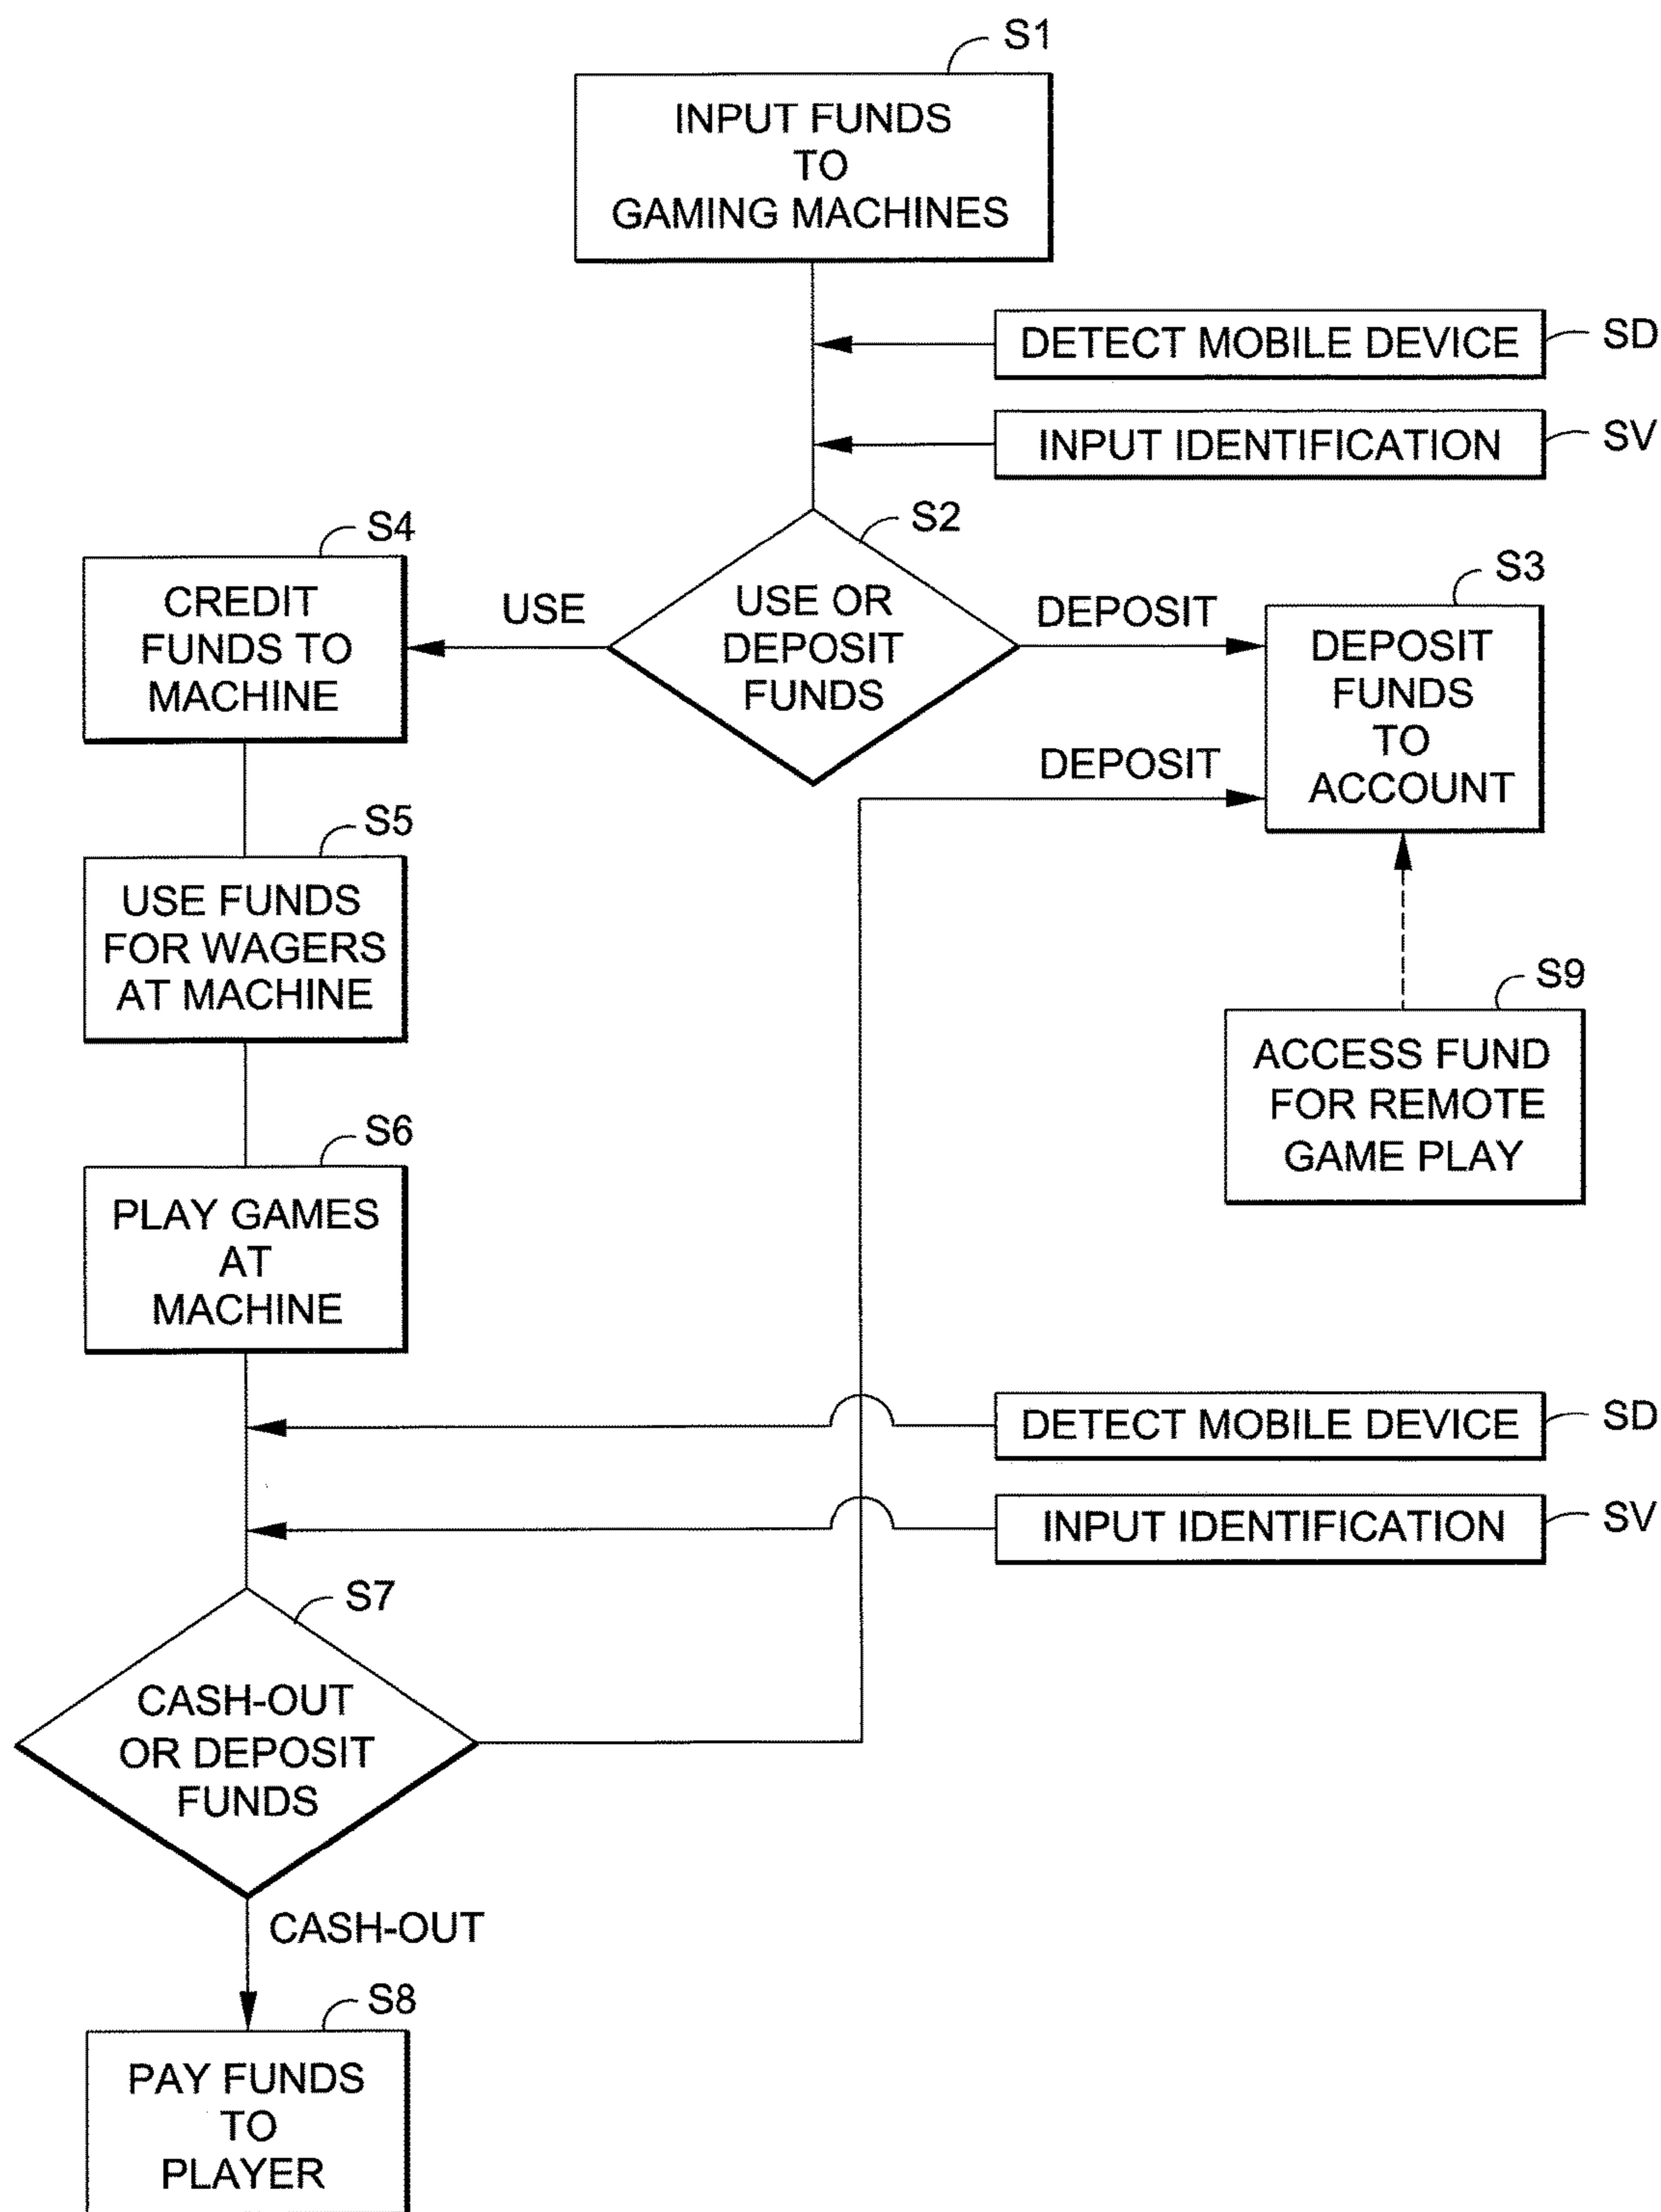 S1
INPUT FUNDS
TO
GAMING MACHINES
DETECT MOBILE DEVICE
SD
INPUT IDENTIFICATION
SV
S2
USE OR
DEPOSIT
FUNDS
USE
DEPOSIT
S4
CREDIT
FUNDS TO
MACHINE
S3
DEPOSIT
FUNDS
TO
ACCOUNT
DEPOSIT
S5
USE FUNDS
FOR WAGERS
AT MACHINE
S9
ACCESS FUND
FOR REMOTE
GAME PLAY
S6
PLAY GAMES
AT
MACHINE
DETECT MOBILE DEVICE
SD
INPUT IDENTIFICATION
SV
S7
CASH-OUT
OR DEPOSIT
FUNDS
CASH-OUT
S8
PAY FUNDS
TO
PLAYER